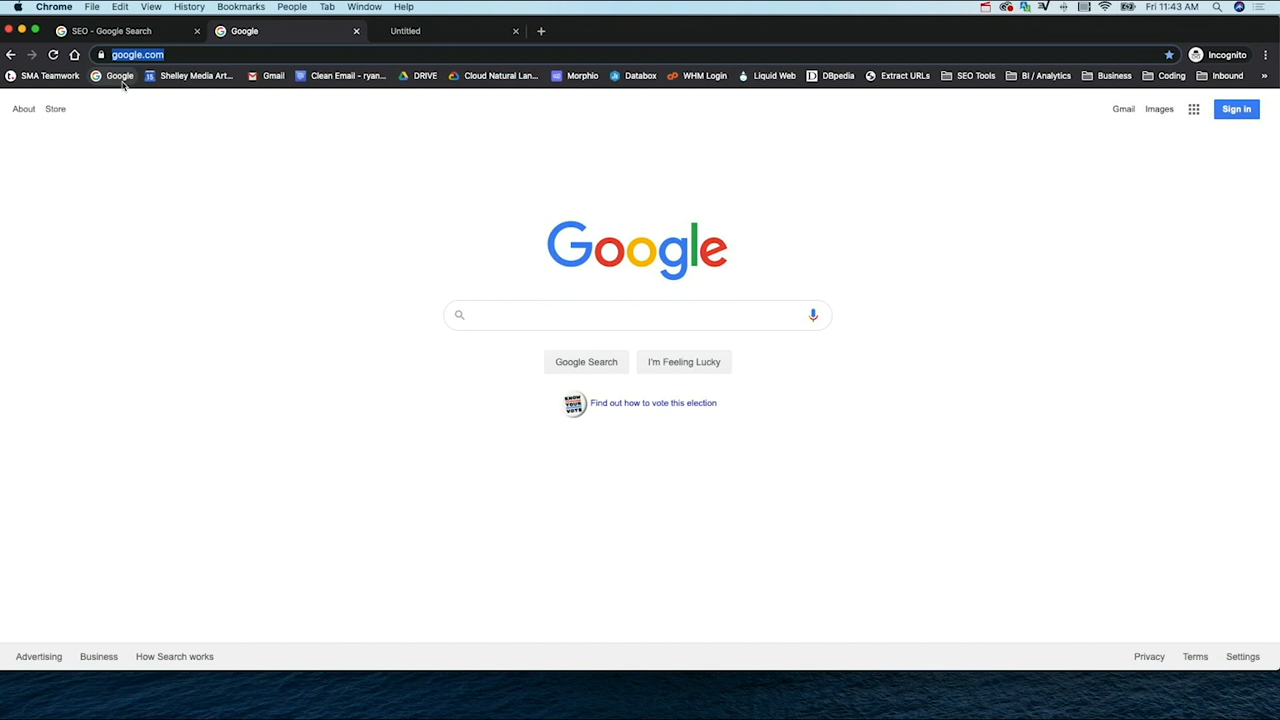 Chrome File Edit View History Bookmarks People Tab Window Help Fri 11:43 AM
SEO - Google Search Google Untitled
google.com Incognito
SMA Teamwork Google Shelley Media Art... Gmail Clean Email - ryan... DRIVE Cloud Natural Lan... Morphio Databox WHM Login Liquid Web DBpedia Extract URLs SEO Tools BI / Analytics Business Coding Inbound »
About Store Gmail Images Sign in
Google
Google Search I'm Feeling Lucky
KNOW YOUR VOTE Find out how to vote this election
Advertising Business How Search works Privacy Terms Settings